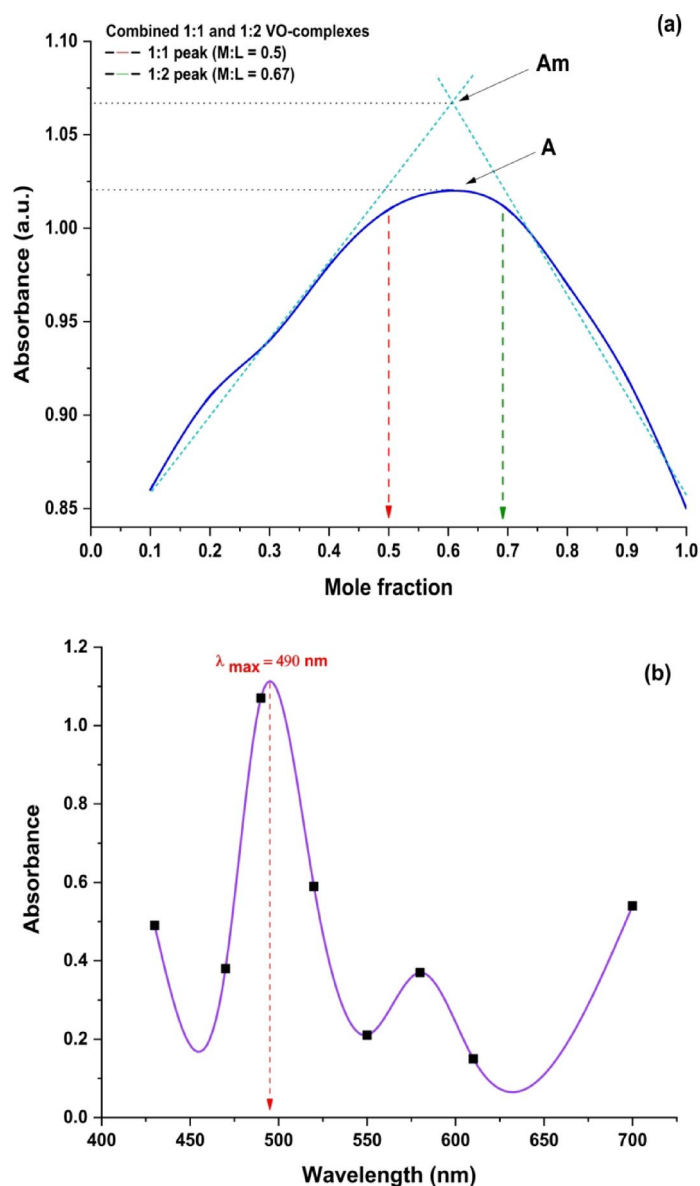 (a)
Combined 1:1 and 1:2 VO-complexes
1:1 peak (M:L = 0.5)
1:2 peak (M:L = 0.67)
Am
A
1.10
1.05
1.00
0.95
0.90
0.85
Absorbance (a.u.)
0.0 0.1 0.2 0.3 0.4 0.5 0.6 0.7 0.8 0.9 1.0
Mole fraction
(b)
λ max = 490 nm
1.2
1.0
0.8
0.6
0.4
0.2
0.0
Absorbance
400 450 500 550 600 650 700
Wavelength (nm)